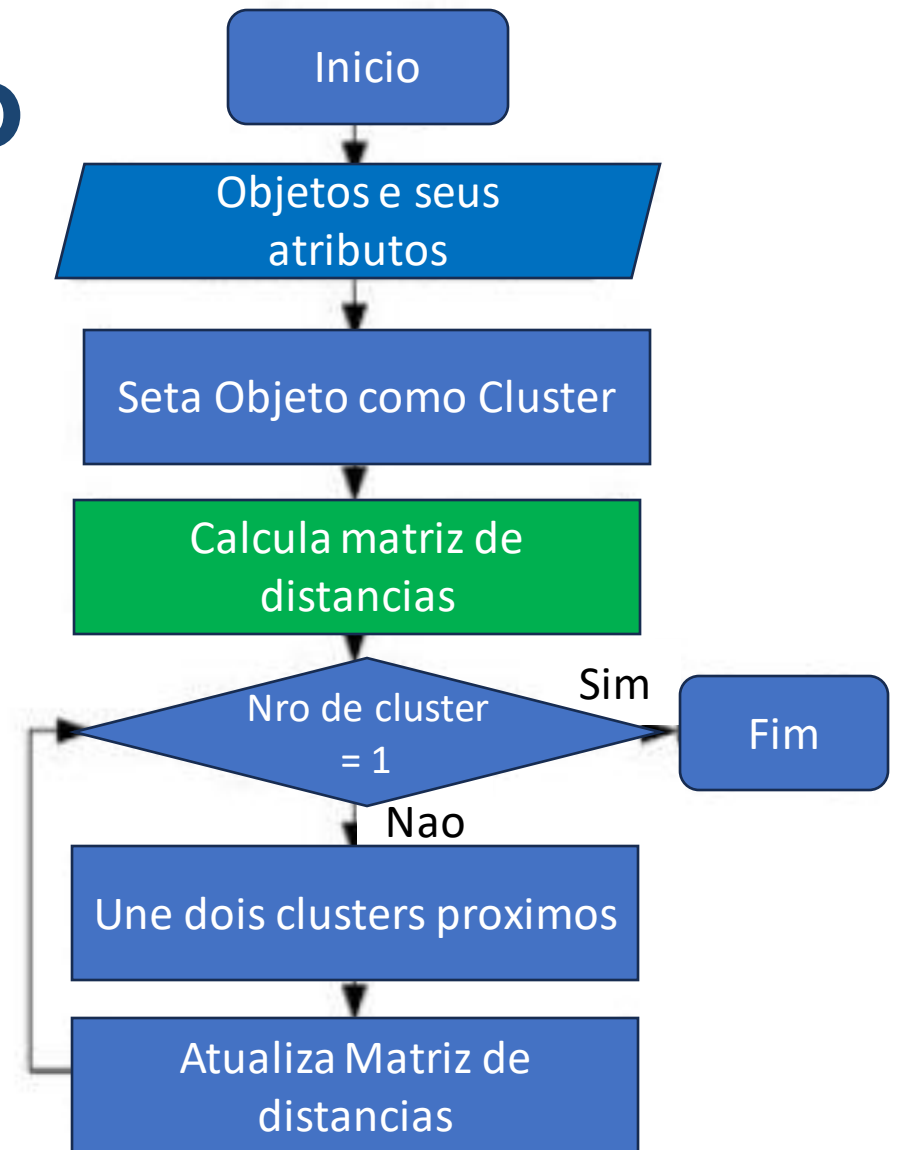 Inicio
Objetos e seus
atributos
Seta Objeto como Cluster
Calcula matriz de
distancias
Nro de cluster
= 1
Sim
Fim
Nao
Une dois clusters proximos
Atualiza Matriz de
distancias